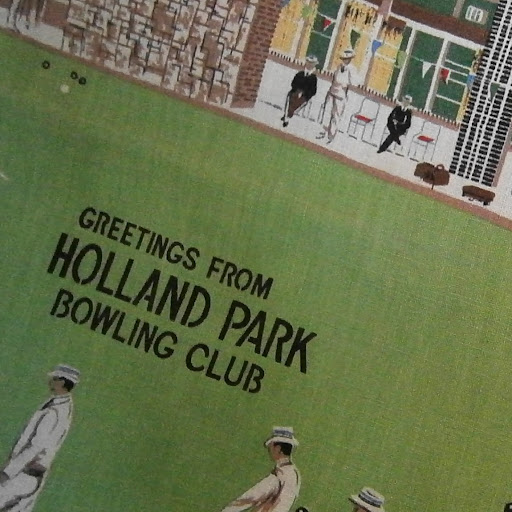 GREETINGS FROM
HOLLAND PARK
BOWLING CLUB